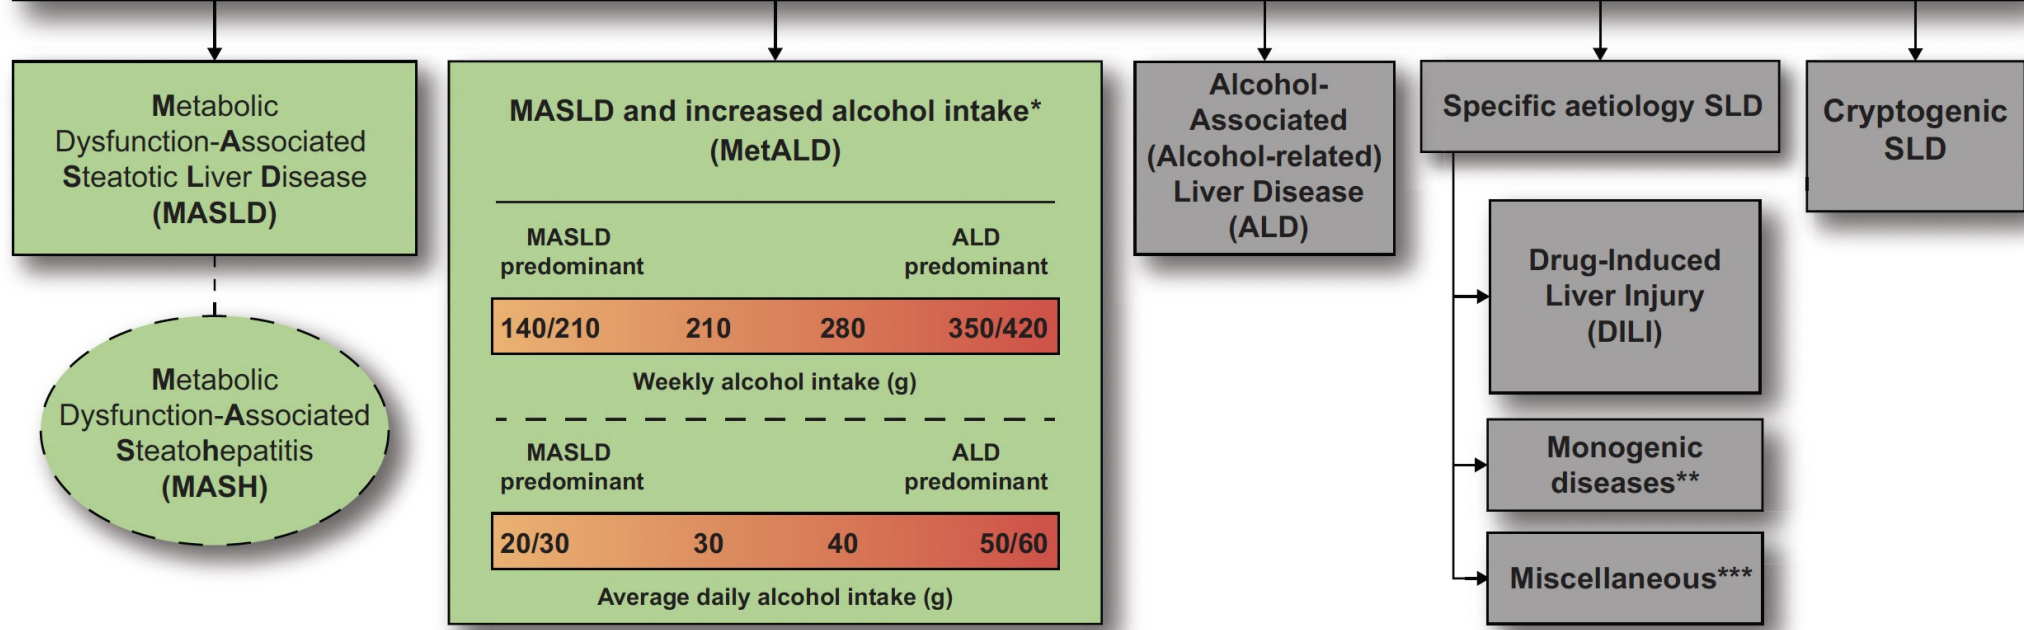 Metabolic
Dysfunction-Associated
Steatotic Liver Disease
(MASLD)
Metabolic
Dysfunction-Associated
Steatohepatitis
(MASH)
MASLD and increased alcohol intake*
(MetALD)
MASLD
predominant
ALD
predominant
140/210 210 280 350/420
Weekly alcohol intake (g)
MASLD
predominant
ALD
predominant
20/30 30 40 50/60
Average daily alcohol intake (g)
Alcohol-
Associated
(Alcohol-related)
Liver Disease
(ALD)
Specific aetiology SLD
Drug-Induced
Liver Injury
(DILI)
Monogenic
diseases**
Miscellaneous***
Cryptogenic
SLD